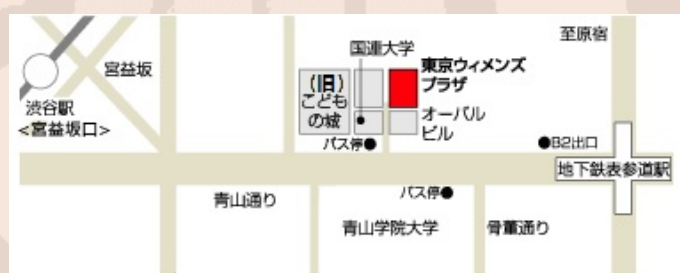 至原宿
国連大学
宮益坂
東京ウィメンズ
プラザ
(旧)
こども
の城
渋谷駅
<宮益坂口>
オーバル
ビル
バス停●
●B2出口
地下鉄表参道駅
青山通り
バス停●
青山学院大学
骨董通り